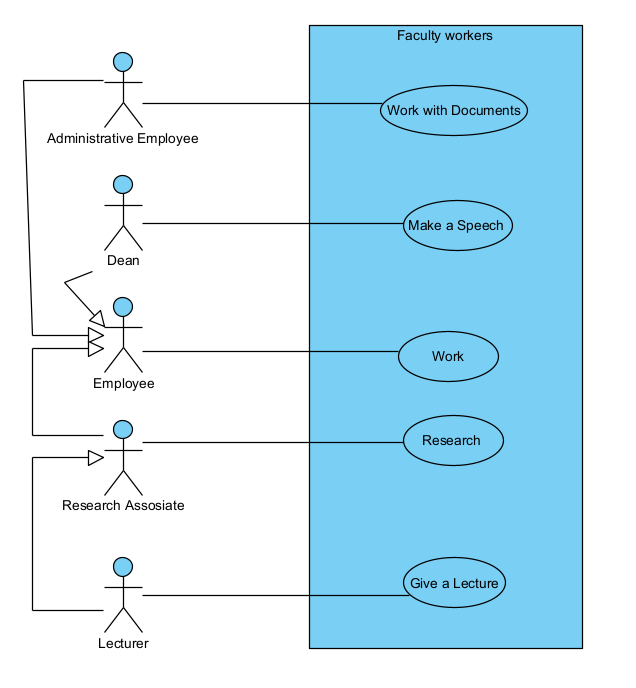 Faculty workers
Work with Documents
Administrative Employee
Make a Speech
Dean
Work
Employee
Research
Research Assosiate
Give a Lecture
Lecturer